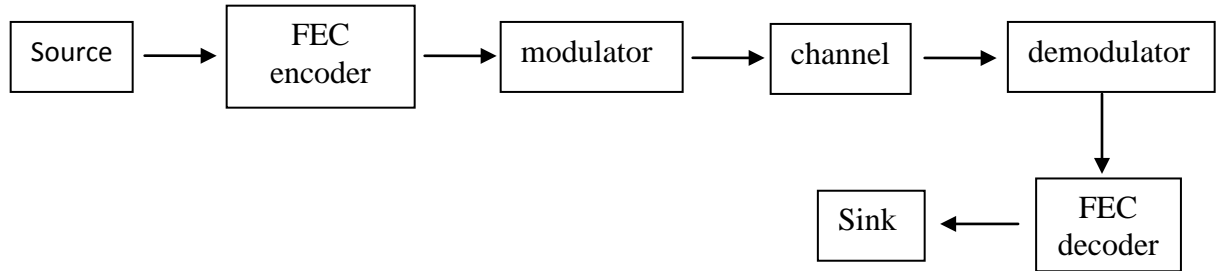 Source
FEC
encoder
modulator
channel
demodulator
FEC
decoder
Sink